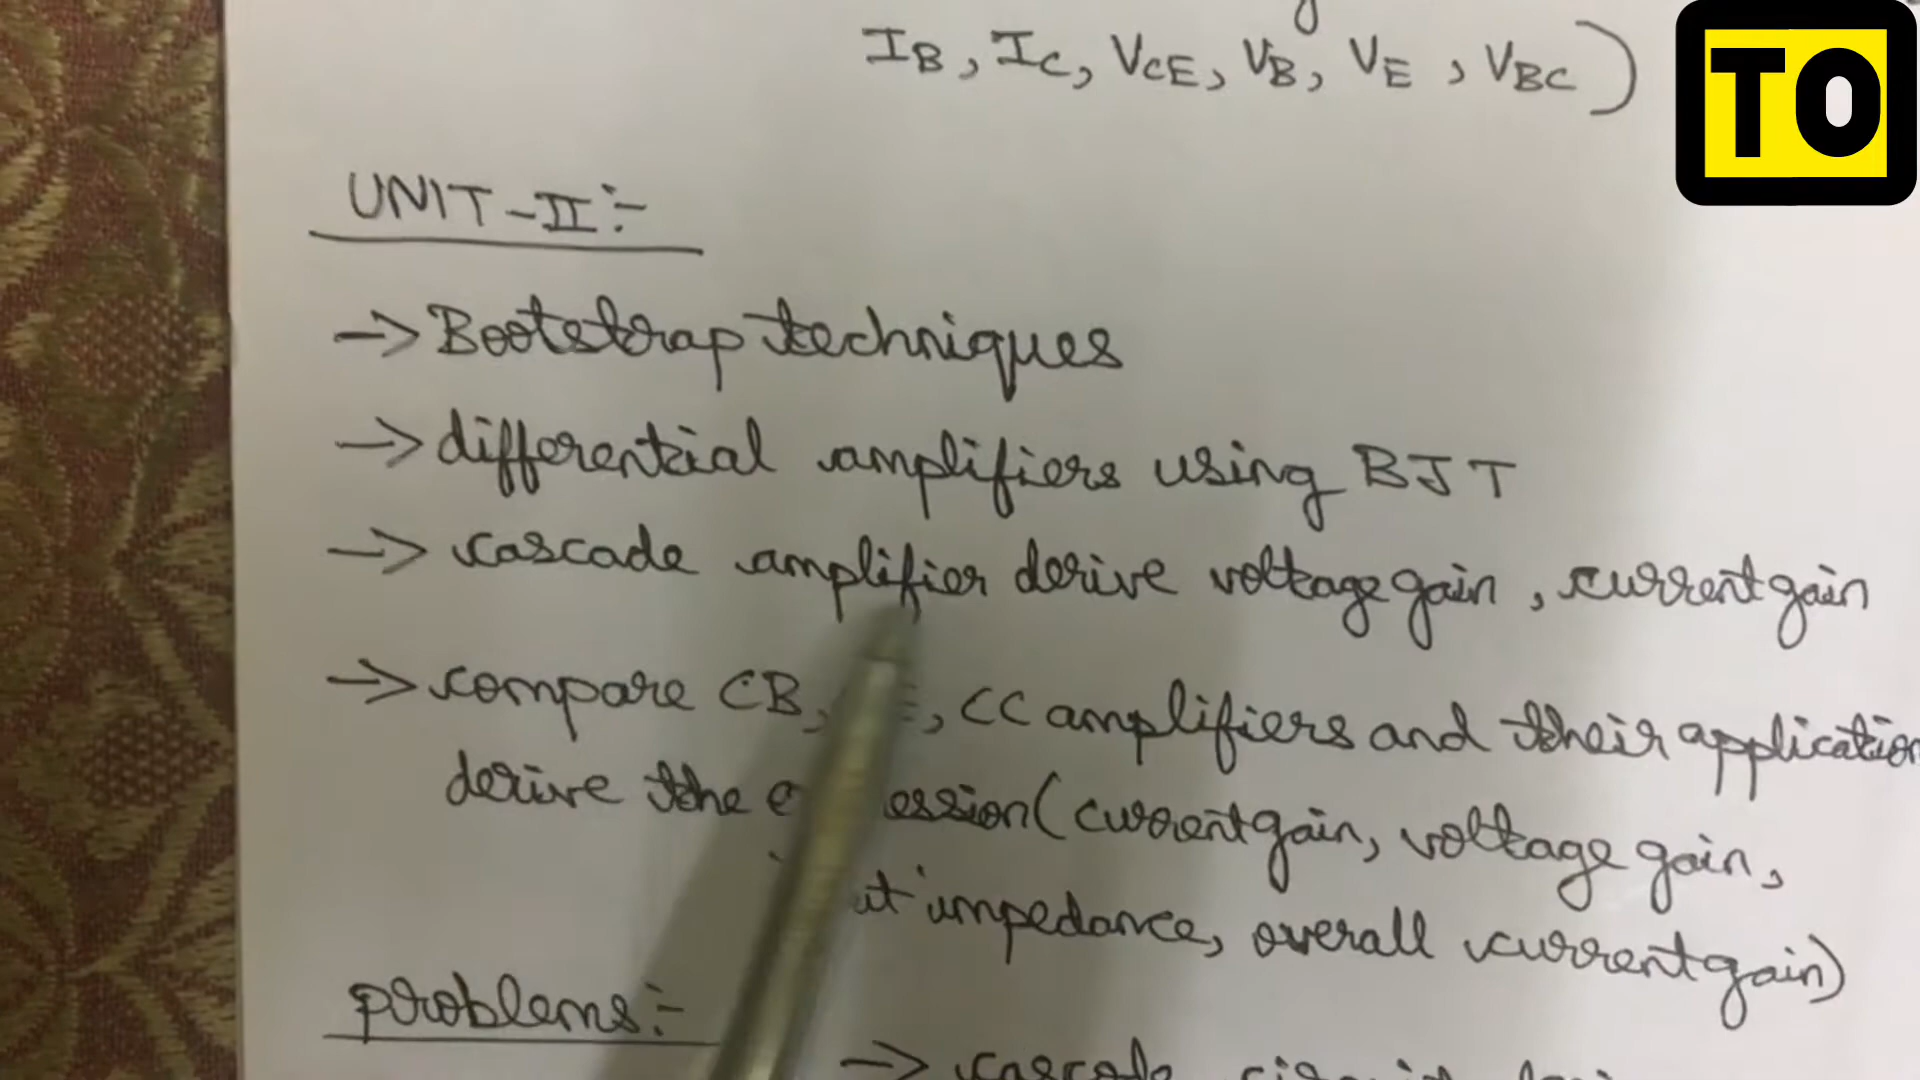 IB, IC, VCE, VB, VE, VBC)
TO
UNIT-II:-
→ Bootstrap techniques
→ differential amplifiers using BJT
→ cascade amplifier derive voltage gain, current gain
→ compare CB, , CC amplifiers and their application
derive the (current gain, voltage gain,
impedance, overall current gain)
problems:-
→ cascade